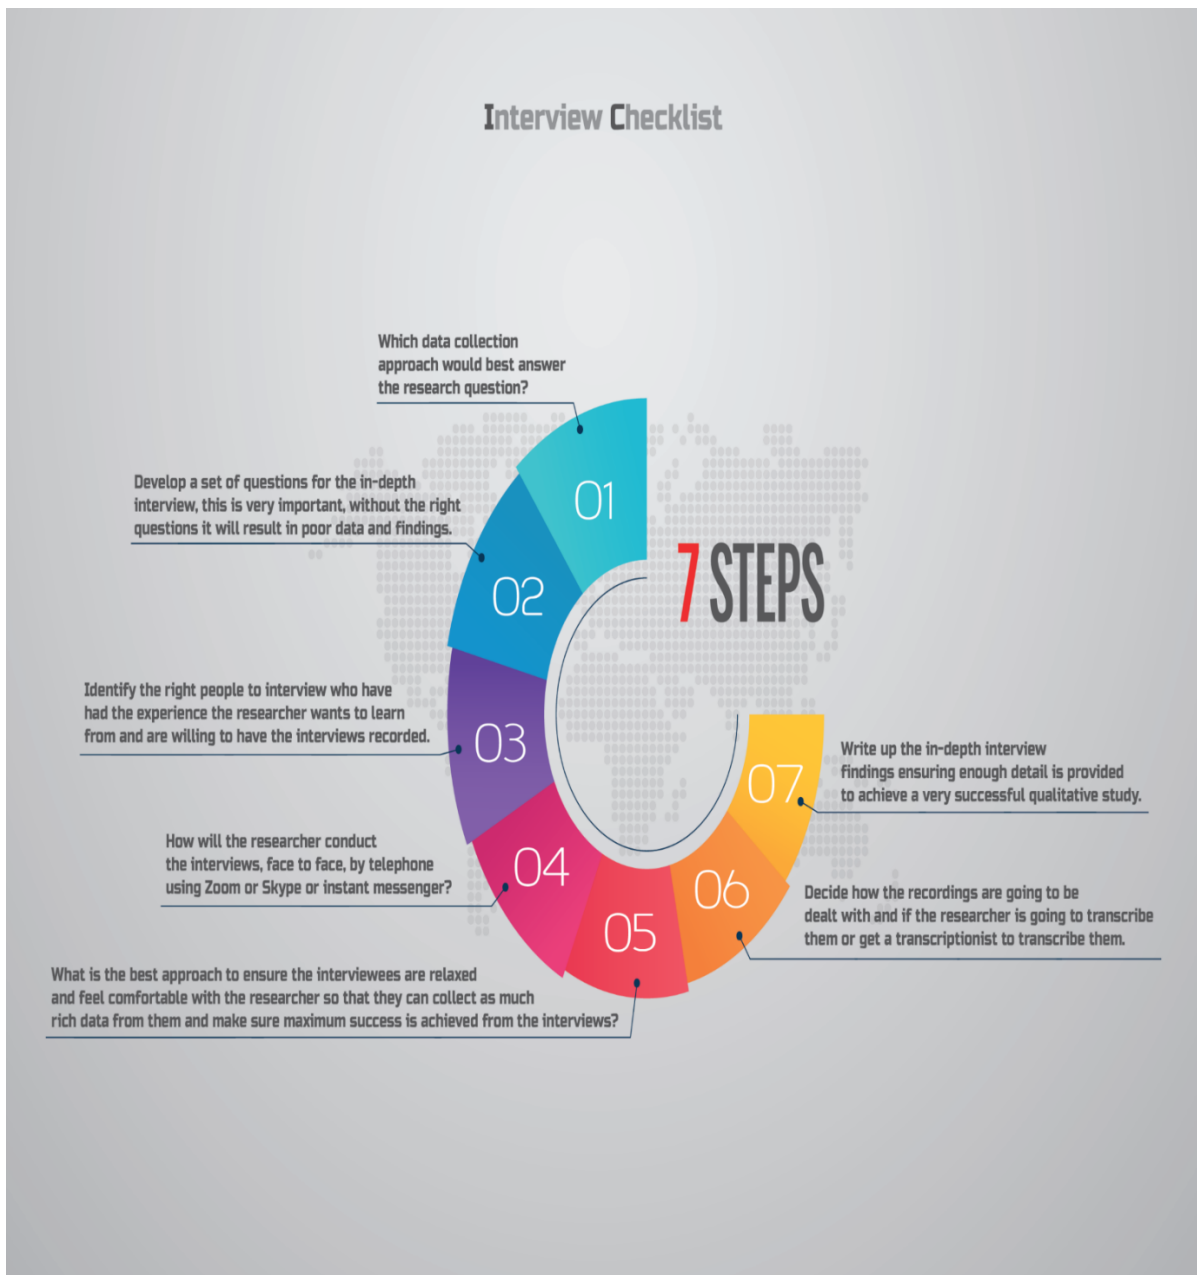 Interview Checklist
Which data collection
approach would best answer
the research question?
01
Develop a set of questions for the in-depth
interview, this is very important, without the right
questions it will result in poor data and findings.
02
7 STEPS
Identify the right people to interview who have
had the experience the researcher wants to learn
from and are willing to have the interviews recorded.
03
How will the researcher conduct
the interviews, face to face, by telephone
using Zoom or Skype or instant messenger?
04
What is the best approach to ensure the interviewees are relaxed
and feel comfortable with the researcher so that they can collect as much
rich data from them and make sure maximum success is achieved from the interviews?
05
Decide how the recordings are going to be
dealt with and if the researcher is going to transcribe
them or get a transcriptionist to transcribe them.
06
Write up the in-depth interview
findings ensuring enough detail is provided
to achieve a very successful qualitative study.
07